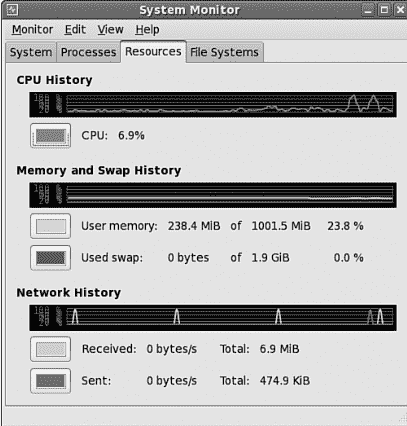 System Monitor
Monitor Edit View Help
System Processes Resources File Systems
CPU History
CPU: 6.9%
Memory and Swap History
User memory: 238.4 MiB of 1001.5 MiB 23.8 %
Used swap: 0 bytes of 1.9 GiB 0.0 %
Network History
Received: 0 bytes/s Total: 6.9 MiB
Sent: 0 bytes/s Total: 474.9 KiB